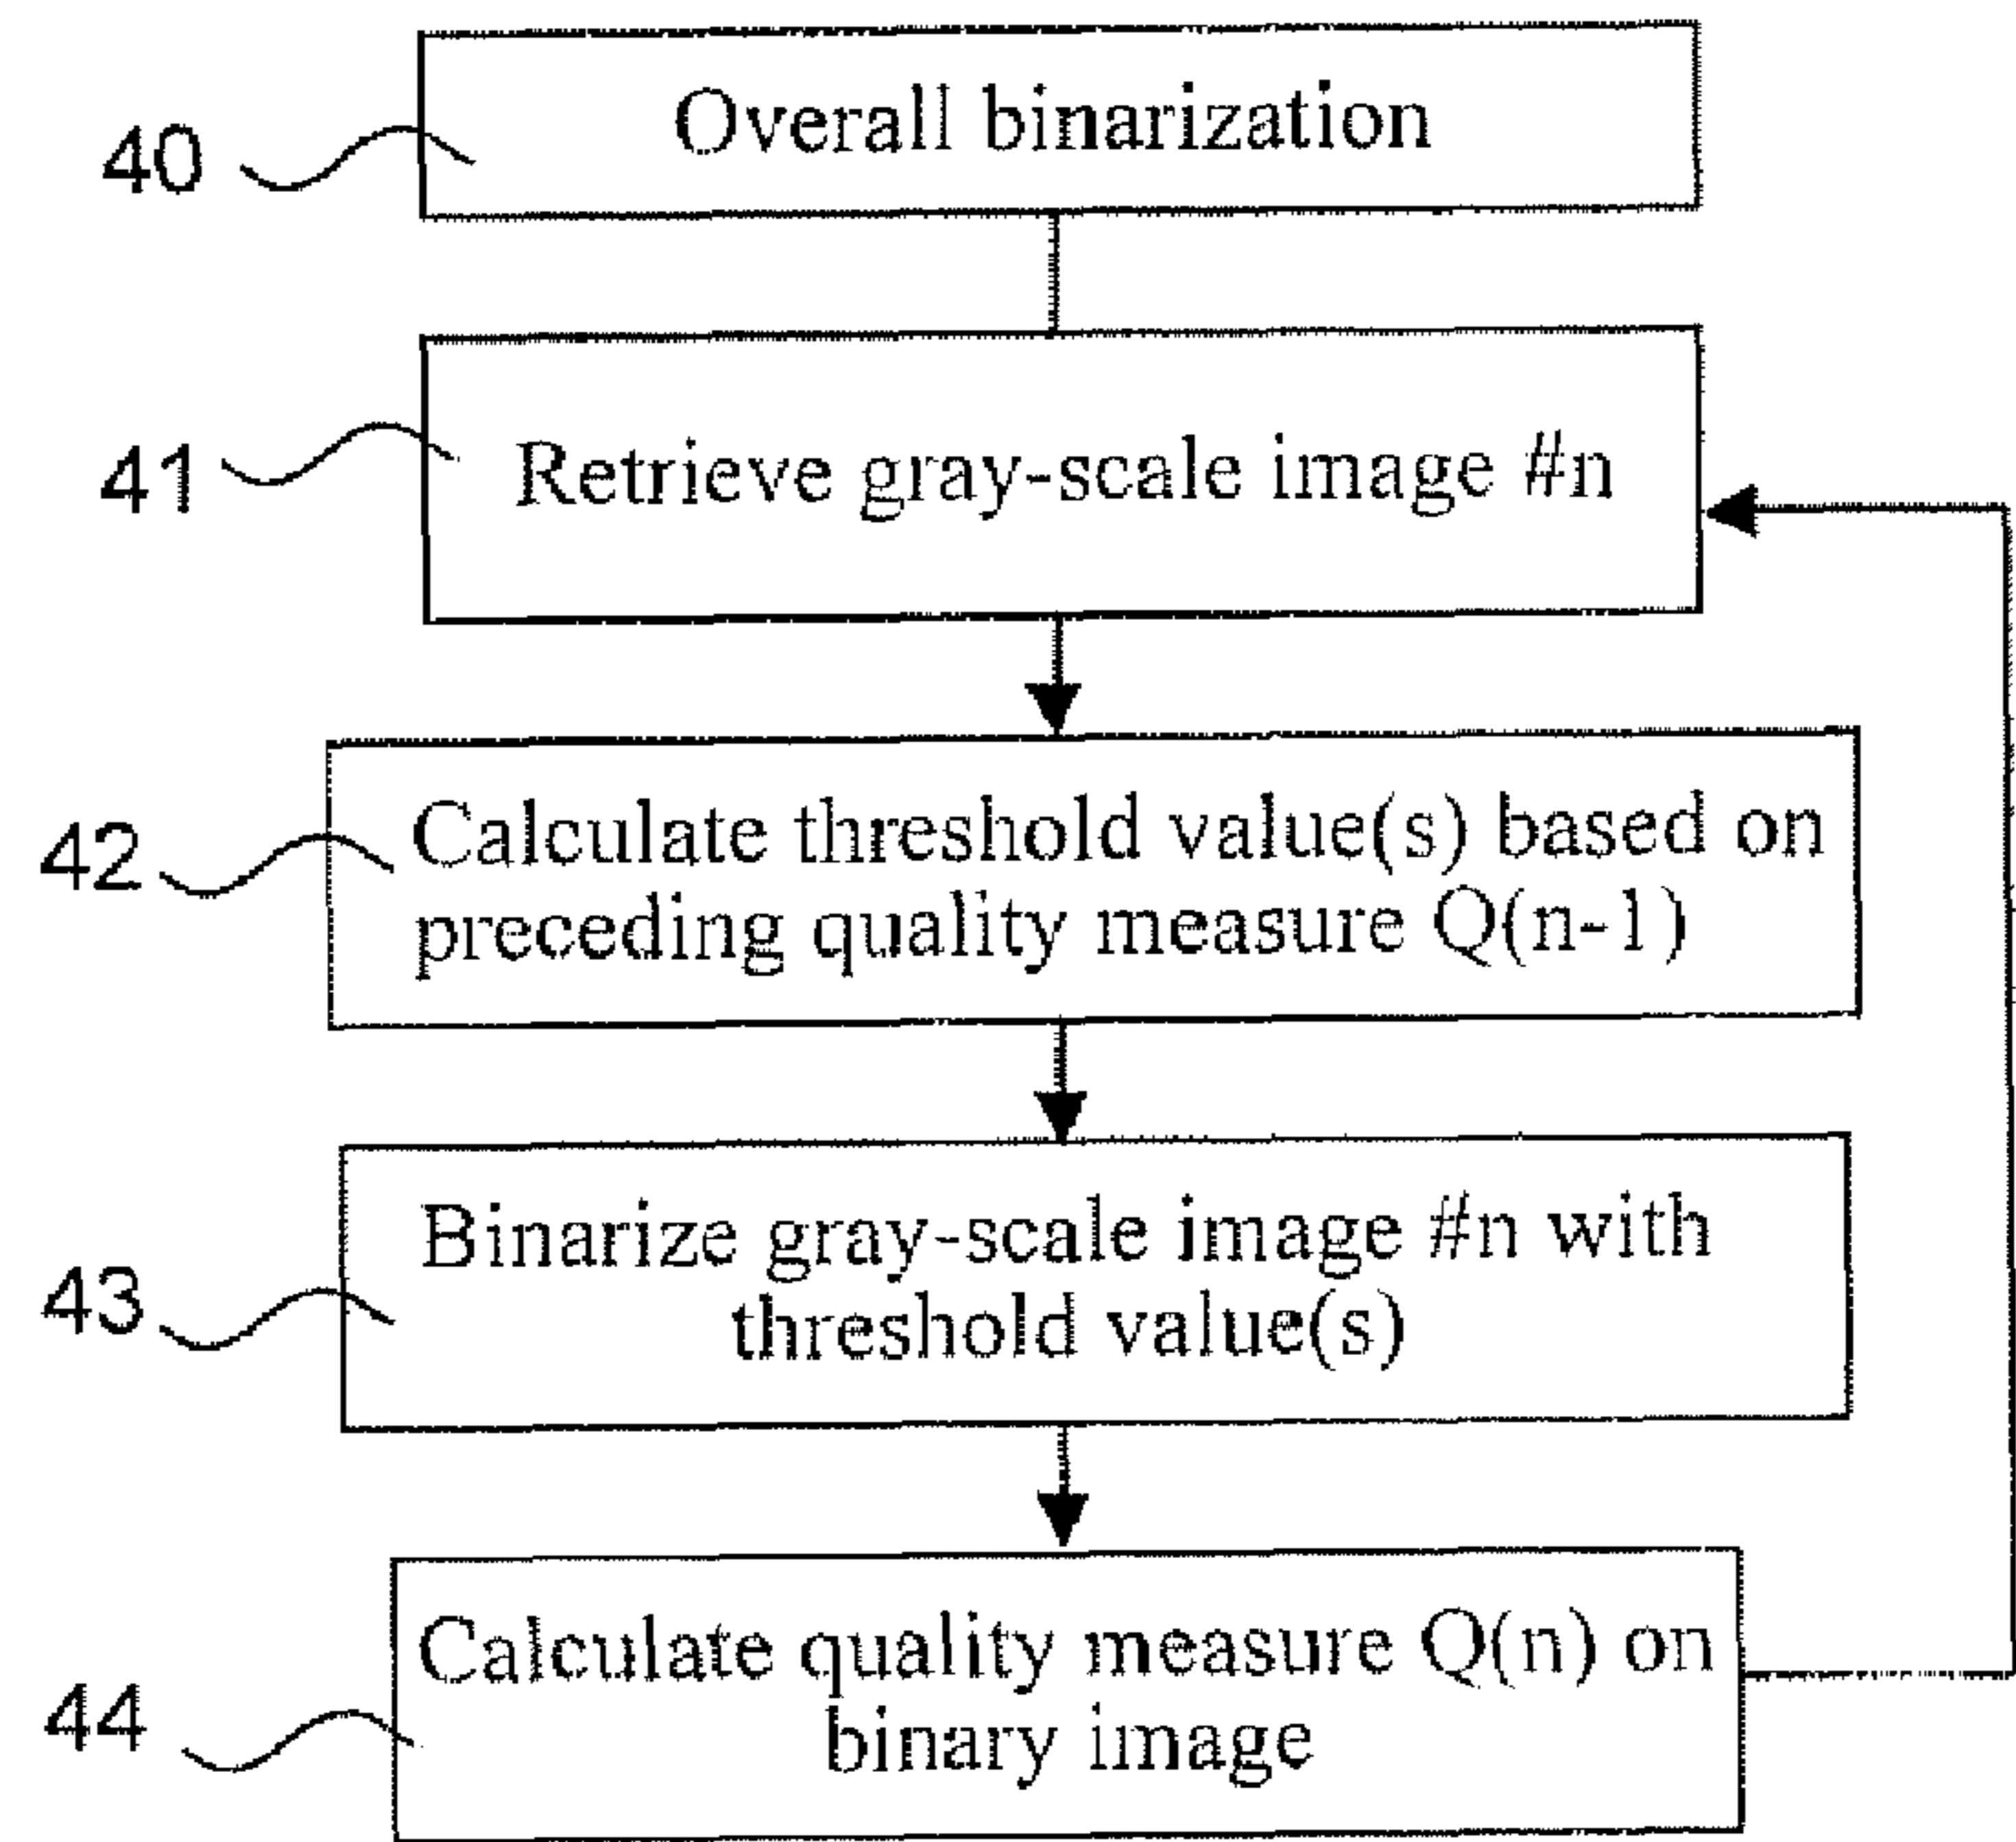 40
Overall binarization
41
Retrieve gray-scale image #n
42
Calculate threshold value(s) based on
preceding quality measure Q(n-1)
43
Binarize gray-scale image #n with
threshold value(s)
44
Calculate quality measure Q(n) on
binary image